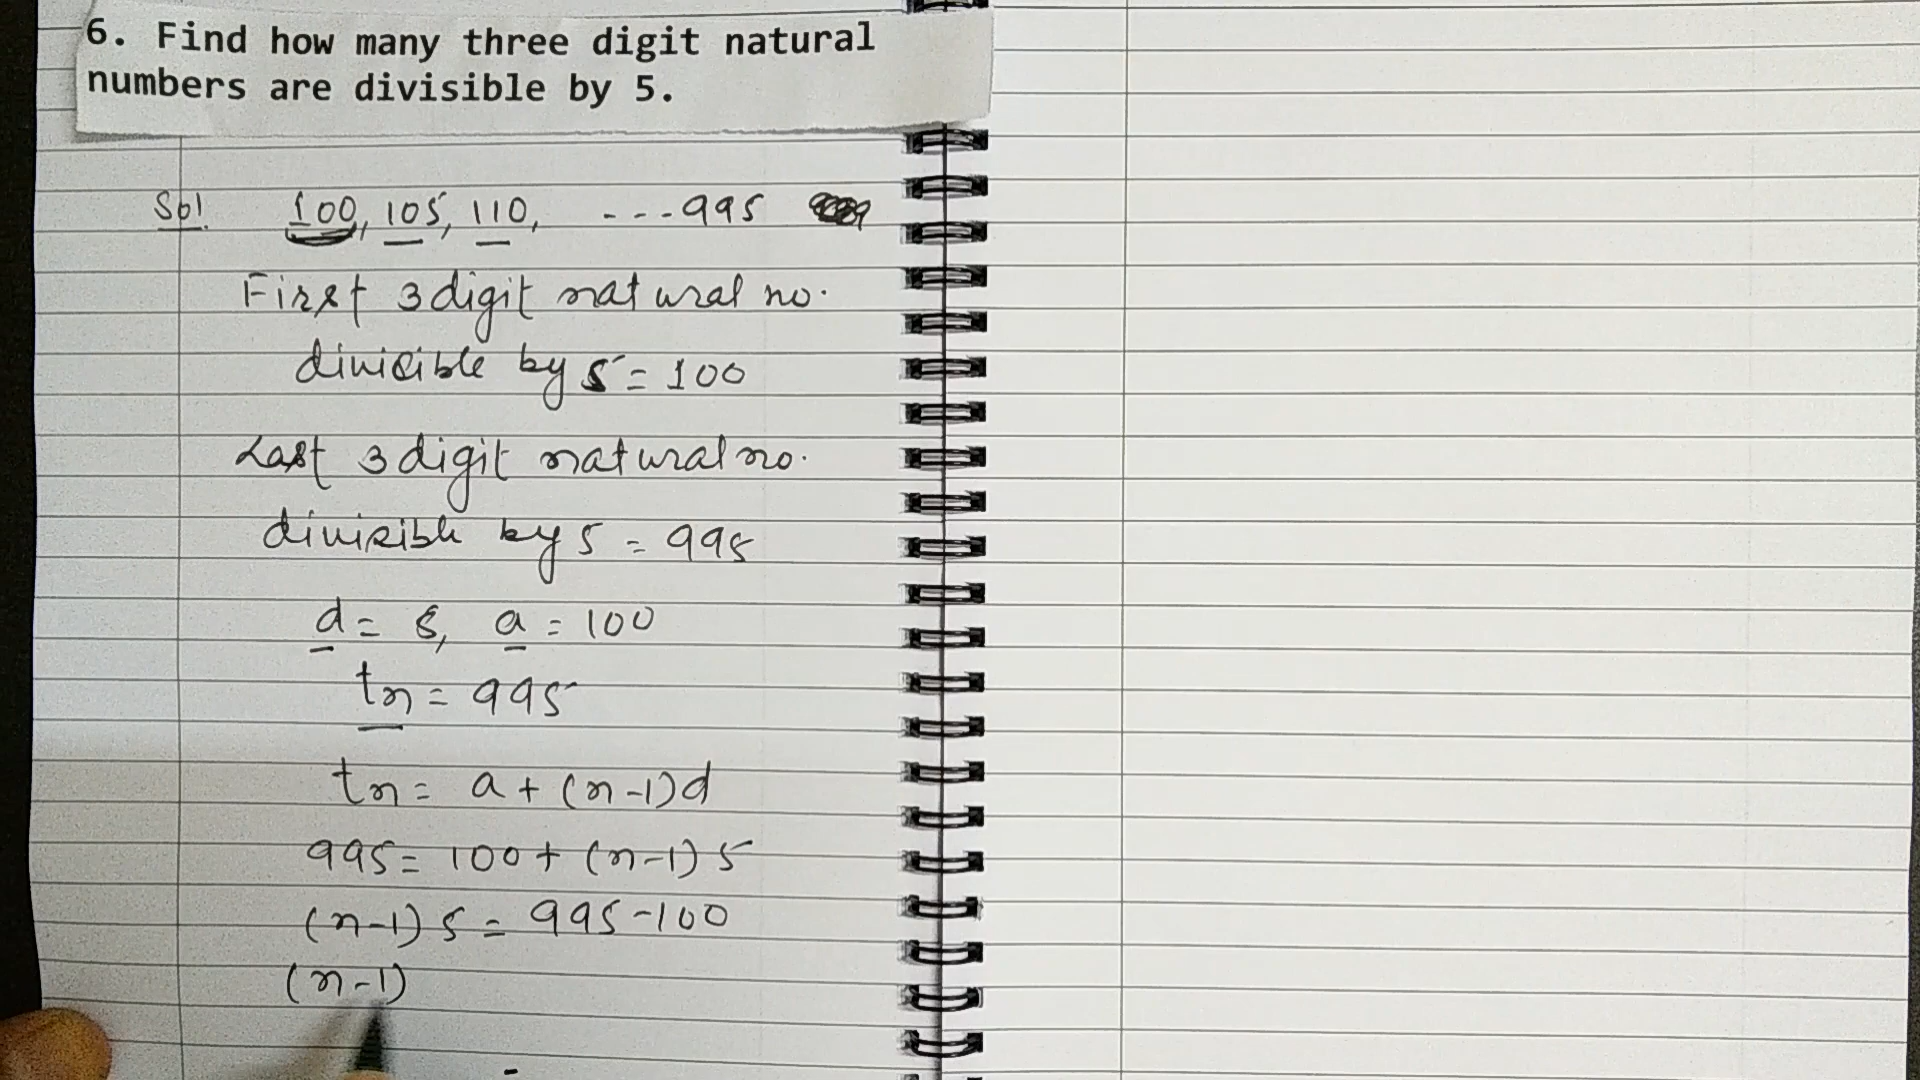 6. Find how many three digit natural
numbers are divisible by 5.
Sol. 100, 105, 110, ---995
First 3 digit natural no.
divisible by 5 = 100
Last 3 digit natural no.
divisible by 5 = 995
d = 5, a = 100
tn = 995
tn = a + (n-1)d
995 = 100 + (n-1) 5
(n-1) 5 = 995-100
(n-1)